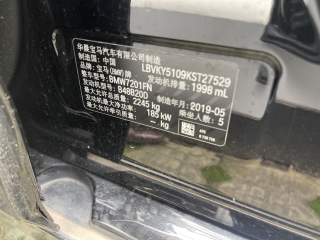 华晨宝马汽车有限公司制造
制造国：中国 LBVKY5109KST27529
品牌：宝马(BMW)牌 发动机排量：1998 mL
整车型号：BMW7201FN
发动机型号：B48B20D 制造年月：2019-05
最大允许总质量：2245 kg 乘坐人数：5
发动机最大净功率：185 kW